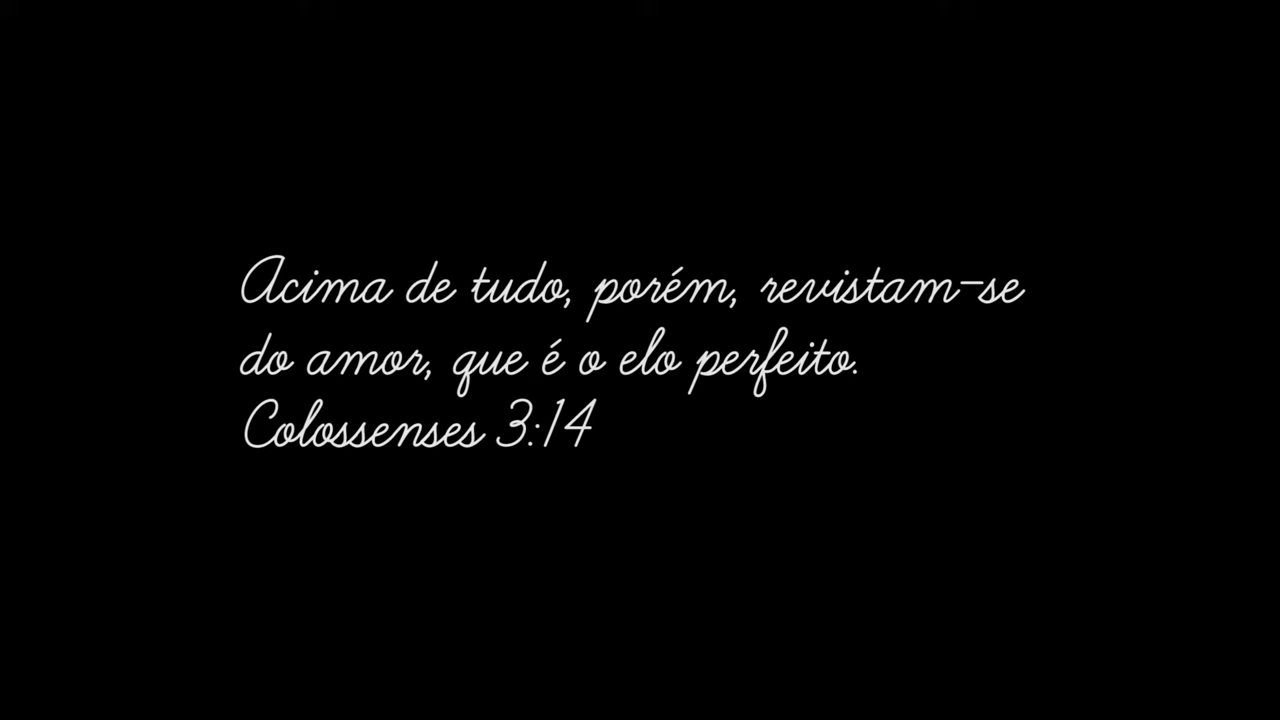 Acima de tudo, porém, revistam-se
do amor, que é o elo perfeito.
Colossenses 3:14